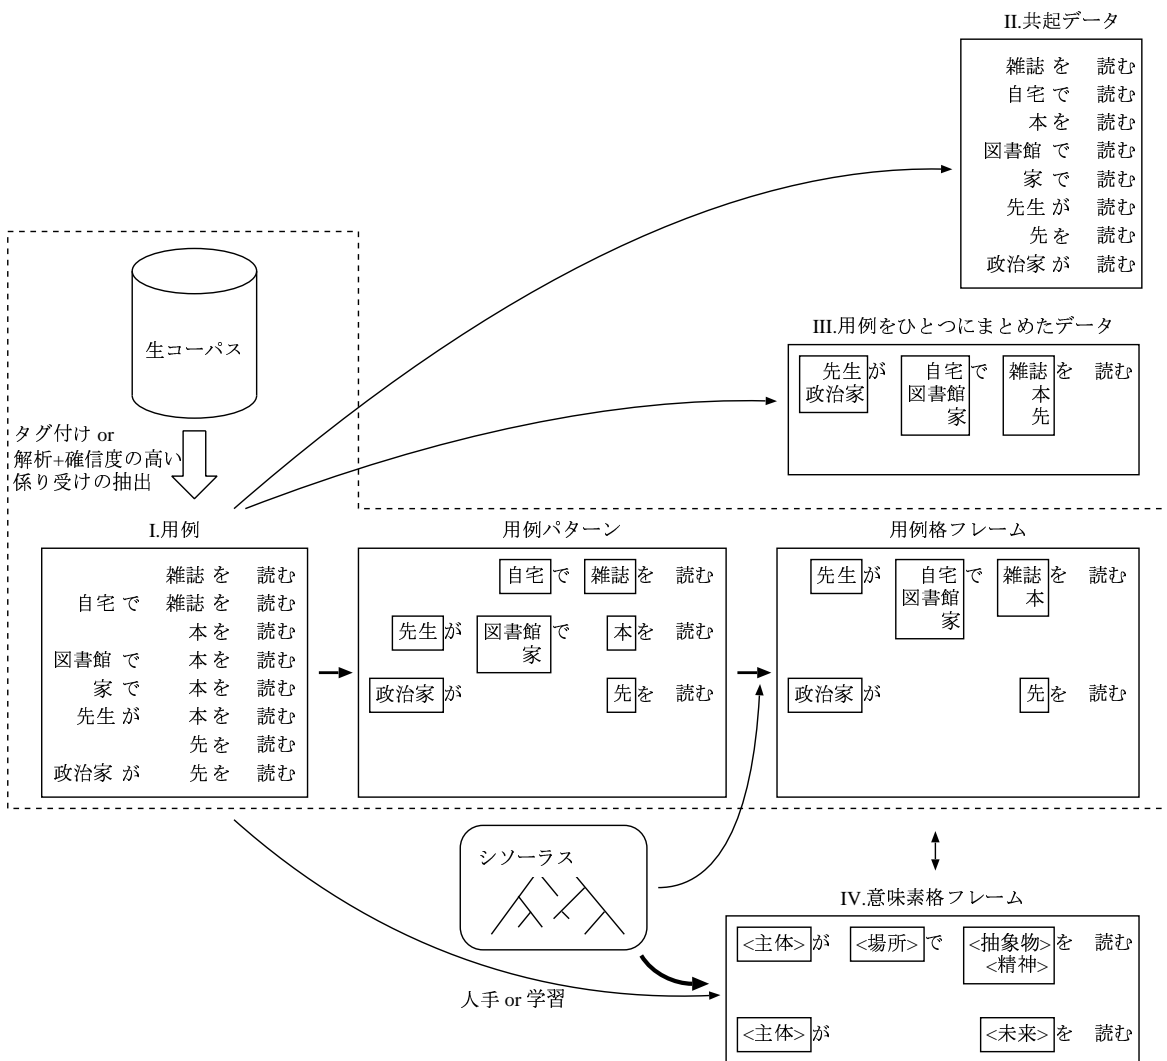 II.共起データ
雑誌 を 読む
自宅 で 読む
本 を 読む
図書館 で 読む
家 で 読む
先生 が 読む
先 を 読む
政治家 が 読む
III.用例をひとつにまとめたデータ
先生 が 自宅 で 雑誌 を 読む
政治家 図書館 本
家 先
生コーパス
タグ付け or
解析+確信度の高い
係り受けの抽出
I.用例
雑誌 を 読む
自宅 で 雑誌 を 読む
本 を 読む
図書館 で 本 を 読む
家 で 本 を 読む
先生 が 本 を 読む
先 を 読む
政治家 が 先 を 読む
用例パターン
自宅 で 雑誌 を 読む
先生 が 図書館 で 本 を 読む
家
政治家 が 先 を 読む
用例格フレーム
先生 が 自宅 で 雑誌 を 読む
図書館 本
家
政治家 が 先 を 読む
シソーラス
人手 or 学習
IV.意味素格フレーム
<主体> が <場所> で <抽象物> を 読む
<精神>
<主体> が <未来> を 読む